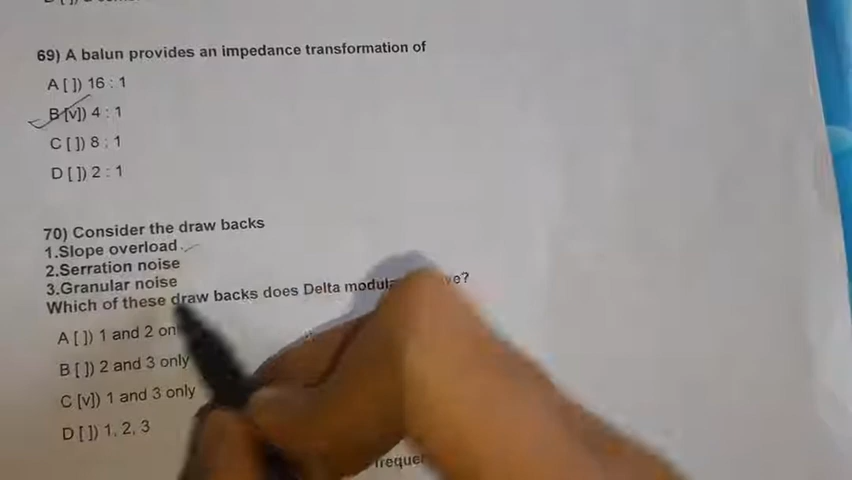 69) A balun provides an impedance transformation of
A [ ]) 16 : 1
B [v]) 4 : 1
C [ ]) 8 : 1
D [ ]) 2 : 1
70) Consider the draw backs
1.Slope overload
2.Serration noise
3.Granular noise
Which of these draw backs does Delta
A [ ]) 1 and 2
B [ ]) 2 and 3 only
C [v]) 1 and 3 only
D [ ]) 1, 2, 3